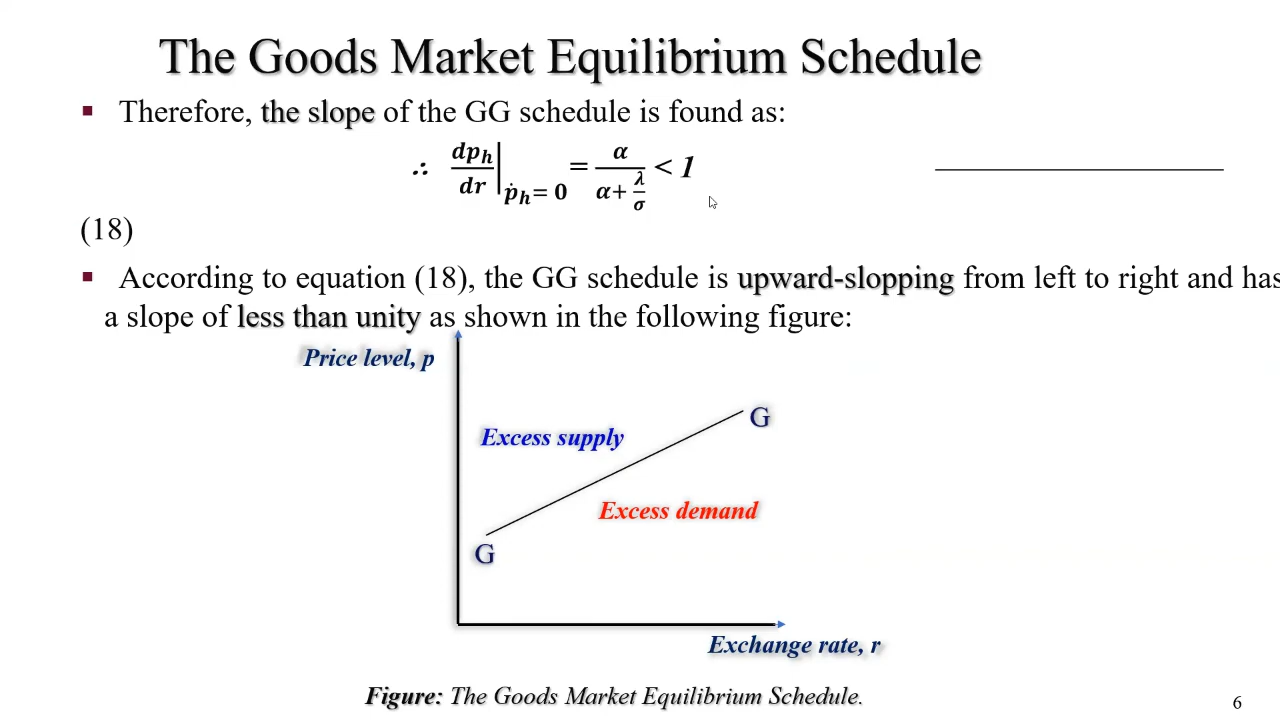 The Goods Market Equilibrium Schedule
▪ Therefore, the slope of the GG schedule is found as:
∴ dp_h/dr |_{ṗ_h = 0} = α/(α + λ/σ) < 1 ____________________
(18)
▪ According to equation (18), the GG schedule is upward-slopping from left to right and has
a slope of less than unity as shown in the following figure:
Price level, p
G
Excess supply
Excess demand
G
Exchange rate, r
Figure: The Goods Market Equilibrium Schedule.
6